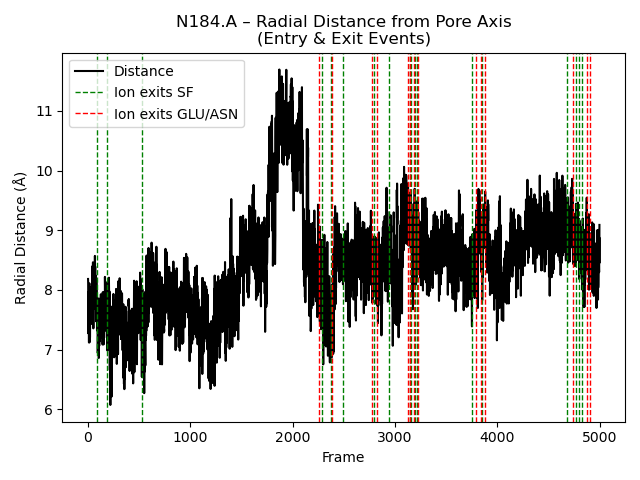 N184.A – Radial Distance from Pore Axis
(Entry & Exit Events)
Distance
Ion exits SF
Ion exits GLU/ASN
Radial Distance (Å)
11
10
9
8
7
6
0 1000 2000 3000 4000 5000
Frame